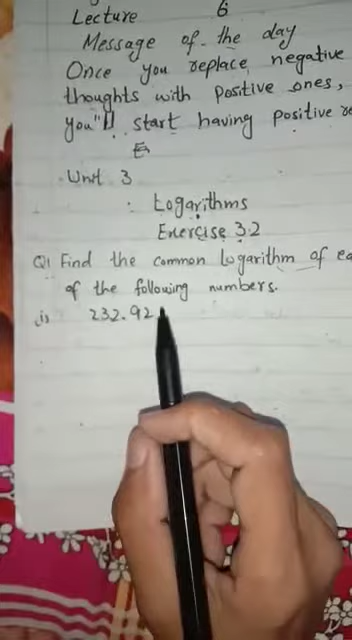 Lecture 6
Message of the day
Once you replace negative
thoughts with positive ones,
you"ll start having positive
Unit 3
Logarithms
Exercise 3.2
Q1 Find the common logarithm of
of the following numbers.
(i) 232.92